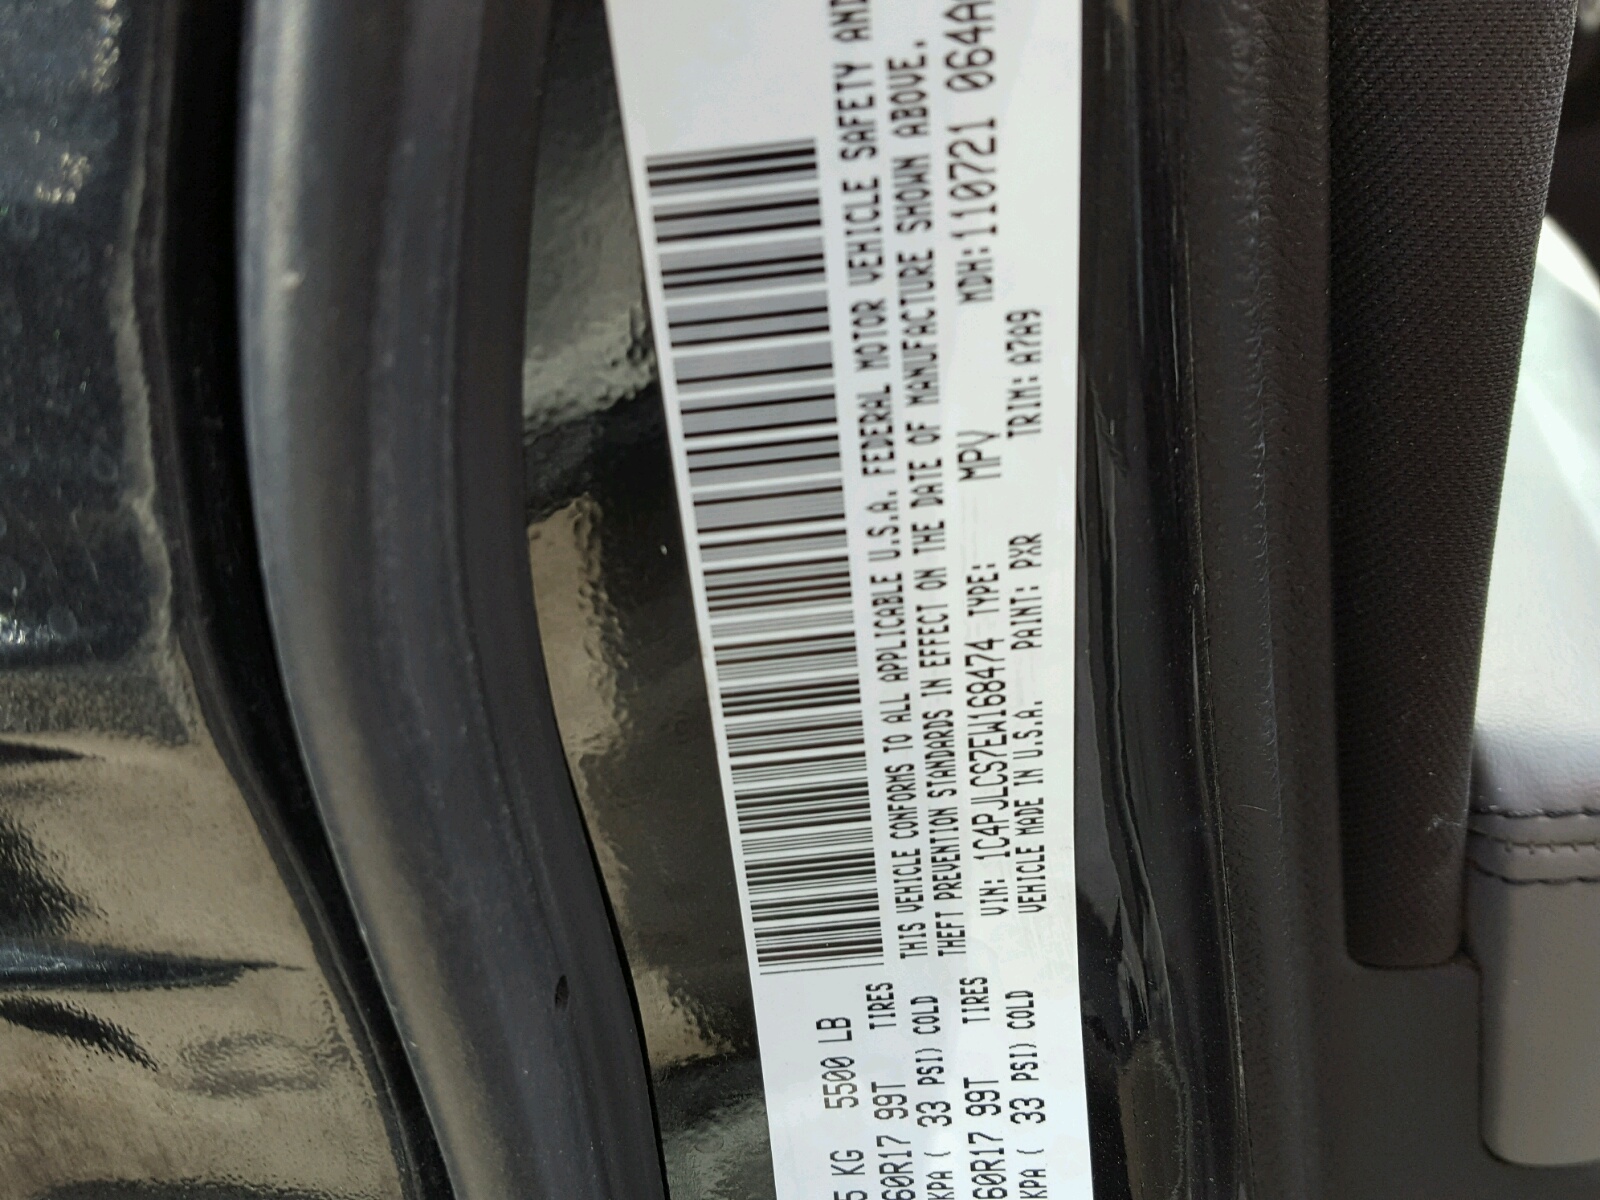 5 KG 5500 LB
60R17 99T TIRES
KPA ( 33 PSI) COLD
60R17 99T TIRES
KPA ( 33 PSI) COLD
THIS VEHICLE CONFORMS TO ALL APPLICABLE U.S.A. FEDERAL MOTOR VEHICLE SAFETY AND
THEFT PREVENTION STANDARDS IN EFFECT ON THE DATE OF MANUFACTURE SHOWN ABOVE.
VIN: 1C4PJLCS7EW168474 TYPE: MPV MDH:110721 064A
VEHICLE MADE IN U.S.A. PAINT: PXR TRIM: A7A9